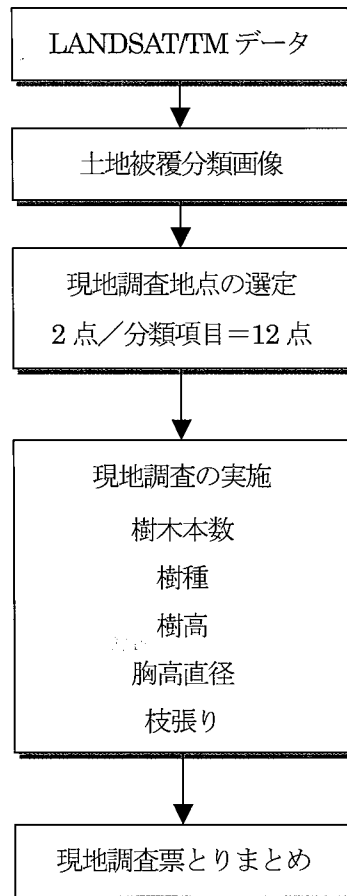 LANDSAT/TM データ
土地被覆分類画像
現地調査地点の選定
2 点／分類項目＝12 点
現地調査の実施
樹木本数
樹種
樹高
胸高直径
枝張り
現地調査票とりまとめ